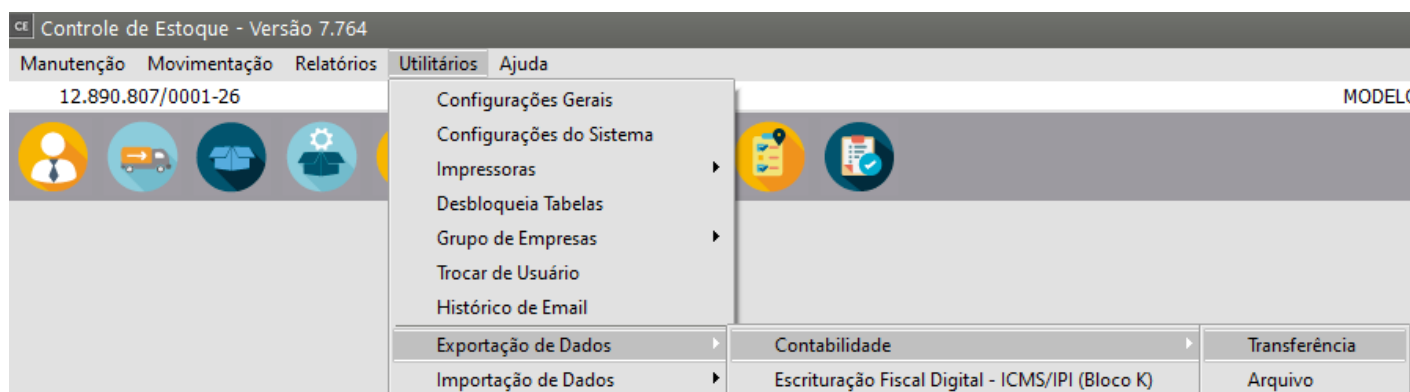 CE Controle de Estoque - Versão 7.764
Manutenção Movimentação Relatórios Utilitários Ajuda
12.890.807/0001-26
Configurações Gerais
Configurações do Sistema
Impressoras
Desbloqueia Tabelas
Grupo de Empresas
Trocar de Usuário
Histórico de Email
Exportação de Dados Contabilidade Transferência
Importação de Dados Escrituração Fiscal Digital - ICMS/IPI (Bloco K) Arquivo